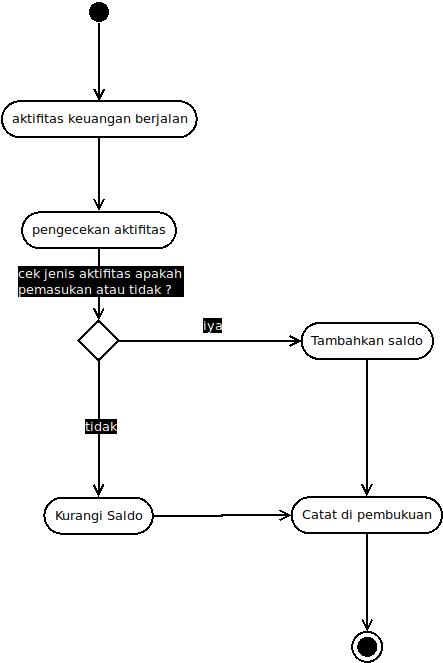 aktifitas keuangan berjalan
pengecekan aktifitas
cek jenis aktifitas apakah
pemasukan atau tidak ?
iya
Tambahkan saldo
tidak
Kurangi Saldo
Catat di pembukuan